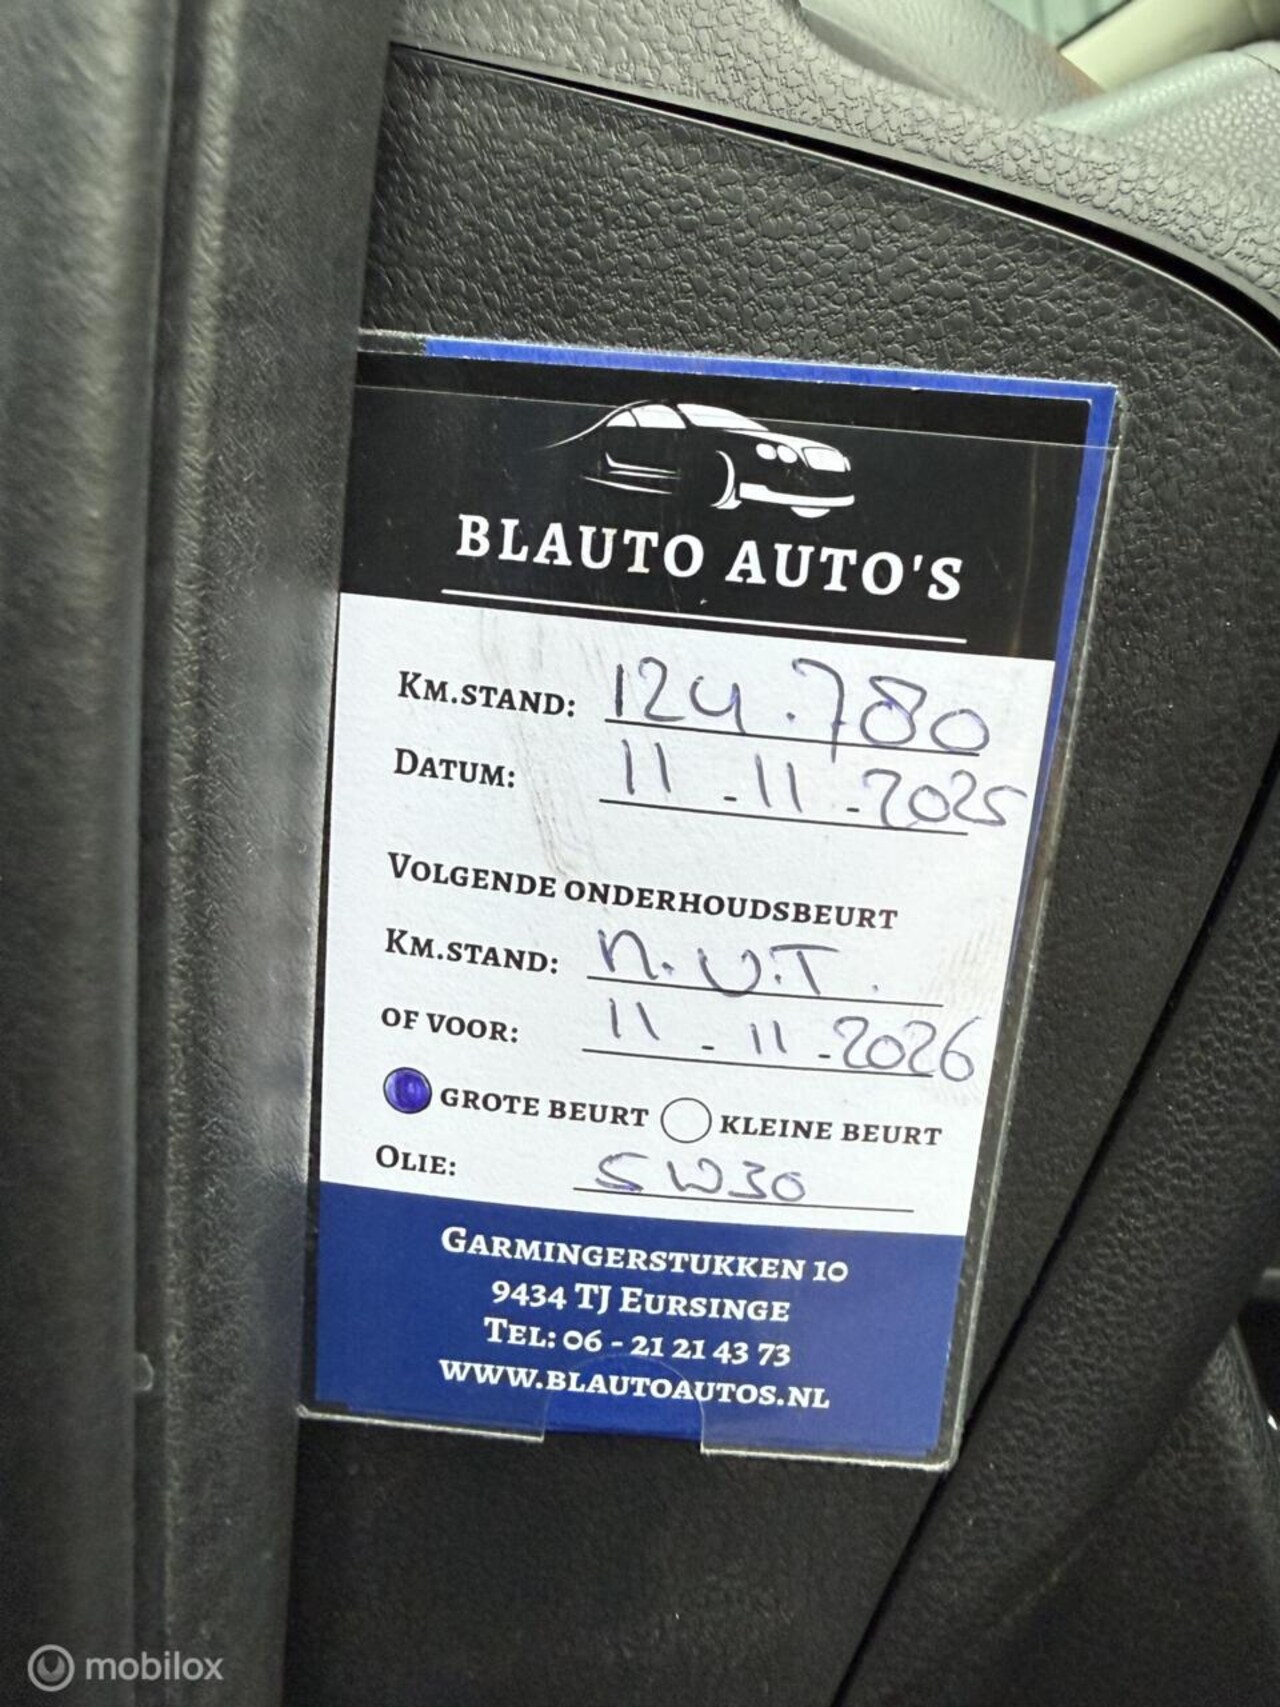 BLAUTO AUTO'S
KM.STAND: 124.780
DATUM: 11-11-2025
VOLGENDE ONDERHOUDSBEURT
KM.STAND: n.v.T.
OF VOOR: 11-11-2026
GROTE BEURT KLEINE BEURT
OLIE: 5W30
GARMINGERSTUKKEN 10
9434 TJ EURSINGE
TEL: 06 - 21 21 43 73
WWW.BLAUTOAUTOS.NL
mobilox